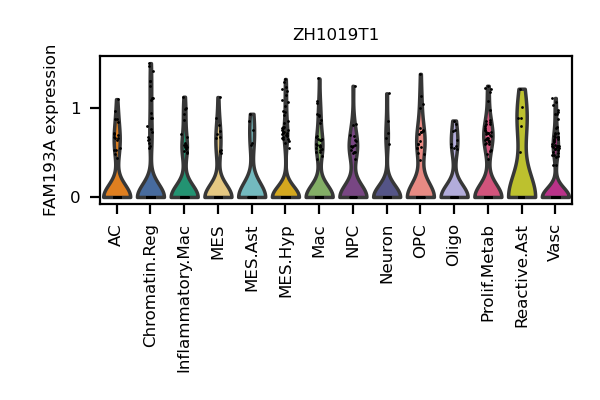 ZH1019T1
FAM193A expression
1
0
AC
Chromatin.Reg
Inflammatory.Mac
MES
MES.Ast
MES.Hyp
Mac
NPC
Neuron
OPC
Oligo
Prolif.Metab
Reactive.Ast
Vasc